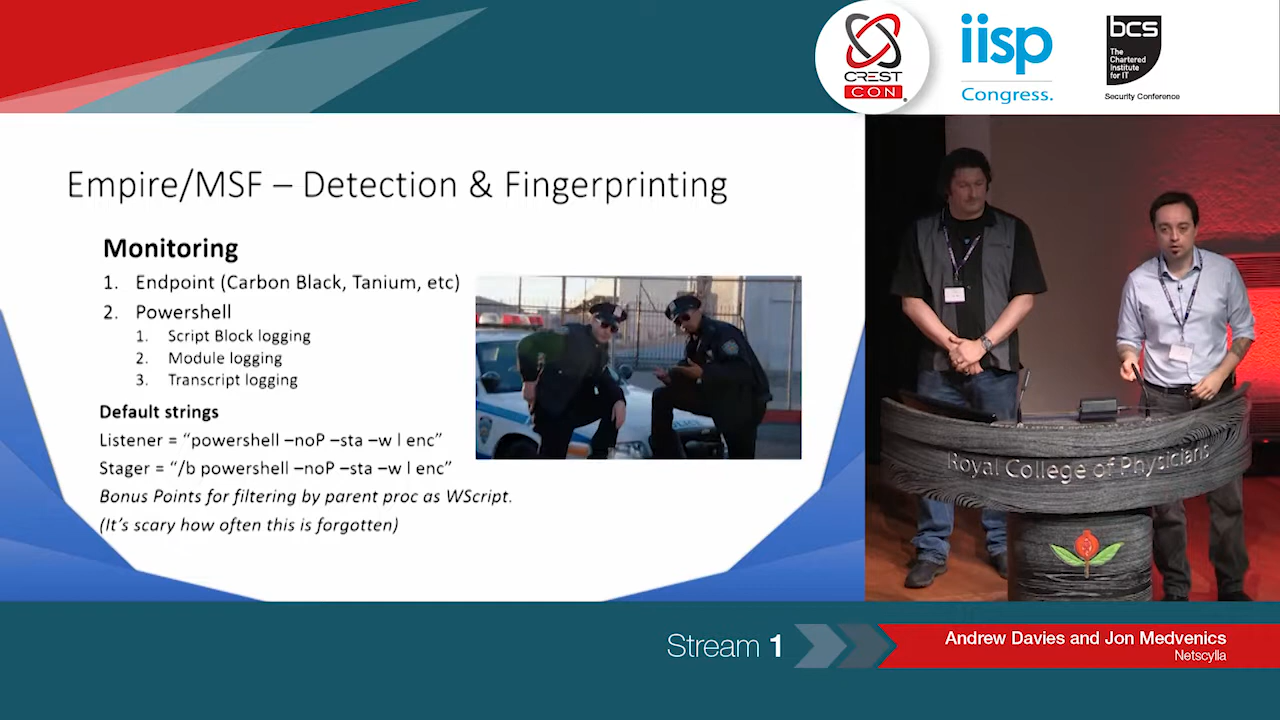 CREST
CON
iisp
Congress.
bcs
The
Chartered
Institute
for IT
Security Conference
Empire/MSF – Detection & Fingerprinting
Monitoring
1. Endpoint (Carbon Black, Tanium, etc)
2. Powershell
1. Script Block logging
2. Module logging
3. Transcript logging
Default strings
Listener = “powershell –noP –sta –w l enc”
Stager = “/b powershell –noP –sta –w l enc”
Bonus Points for filtering by parent proc as WScript.
(It’s scary how often this is forgotten)
Royal College of Physicians
Stream 1
Andrew Davies and Jon Medvenics
Netscylla